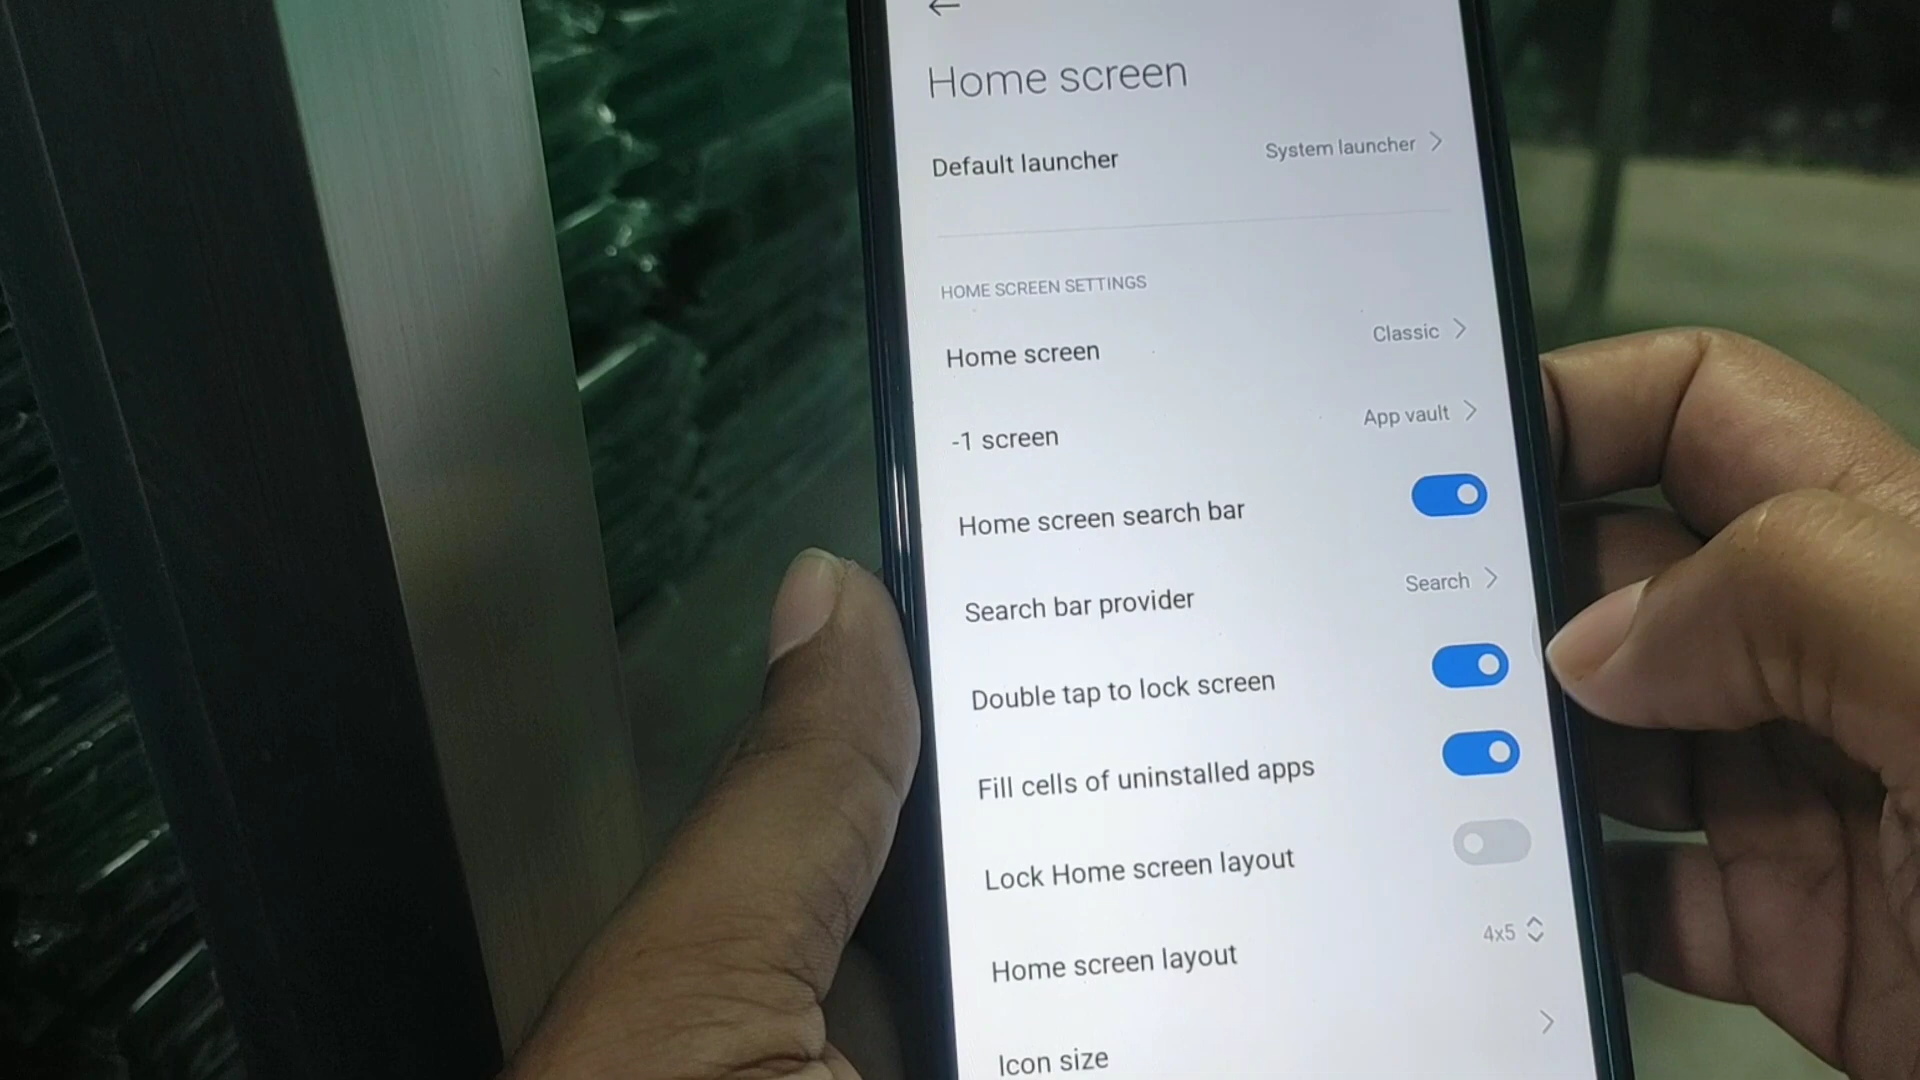 Home screen
Default launcher System launcher
HOME SCREEN SETTINGS
Home screen Classic
-1 screen App vault
Home screen search bar
Search bar provider Search
Double tap to lock screen
Fill cells of uninstalled apps
Lock Home screen layout
Home screen layout 4x5
Icon size